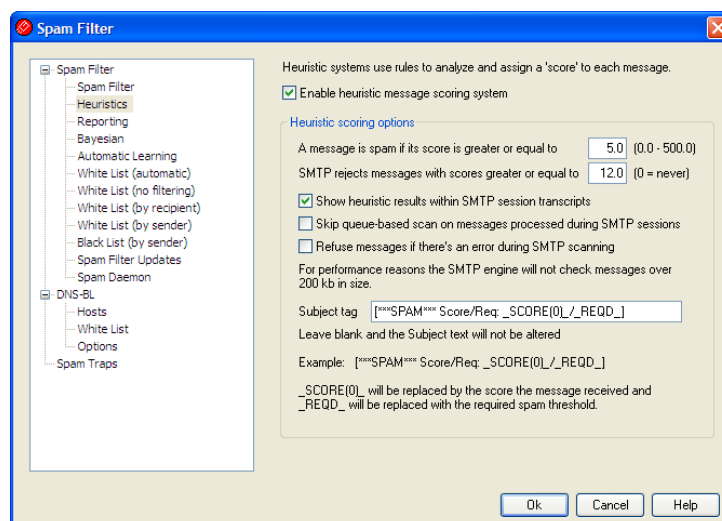 Spam Filter
Spam Filter
Spam Filter
Heuristics
Reporting
Bayesian
Automatic Learning
White List (automatic)
White List (no filtering)
White List (by recipient)
White List (by sender)
Black List (by sender)
Spam Filter Updates
Spam Daemon
DNS-BL
Hosts
White List
Options
Spam Traps
Heuristic systems use rules to analyze and assign a 'score' to each message.
Enable heuristic message scoring system
Heuristic scoring options
A message is spam if its score is greater or equal to 5.0 (0.0 - 500.0)
SMTP rejects messages with scores greater or equal to 12.0 (0 = never)
Show heuristic results within SMTP session transcripts
Skip queue-based scan on messages processed during SMTP sessions
Refuse messages if there's an error during SMTP scanning
For performance reasons the SMTP engine will not check messages over
200 kb in size.
Subject tag [***SPAM*** Score/Req: _SCORE(0)_/_REQD_]
Leave blank and the Subject text will not be altered
Example: [***SPAM*** Score/Req: _SCORE(0)_/_REQD_]
_SCORE(0)_ will be replaced by the score the message received and
_REQD_ will be replaced with the required spam threshold.
Ok Cancel Help